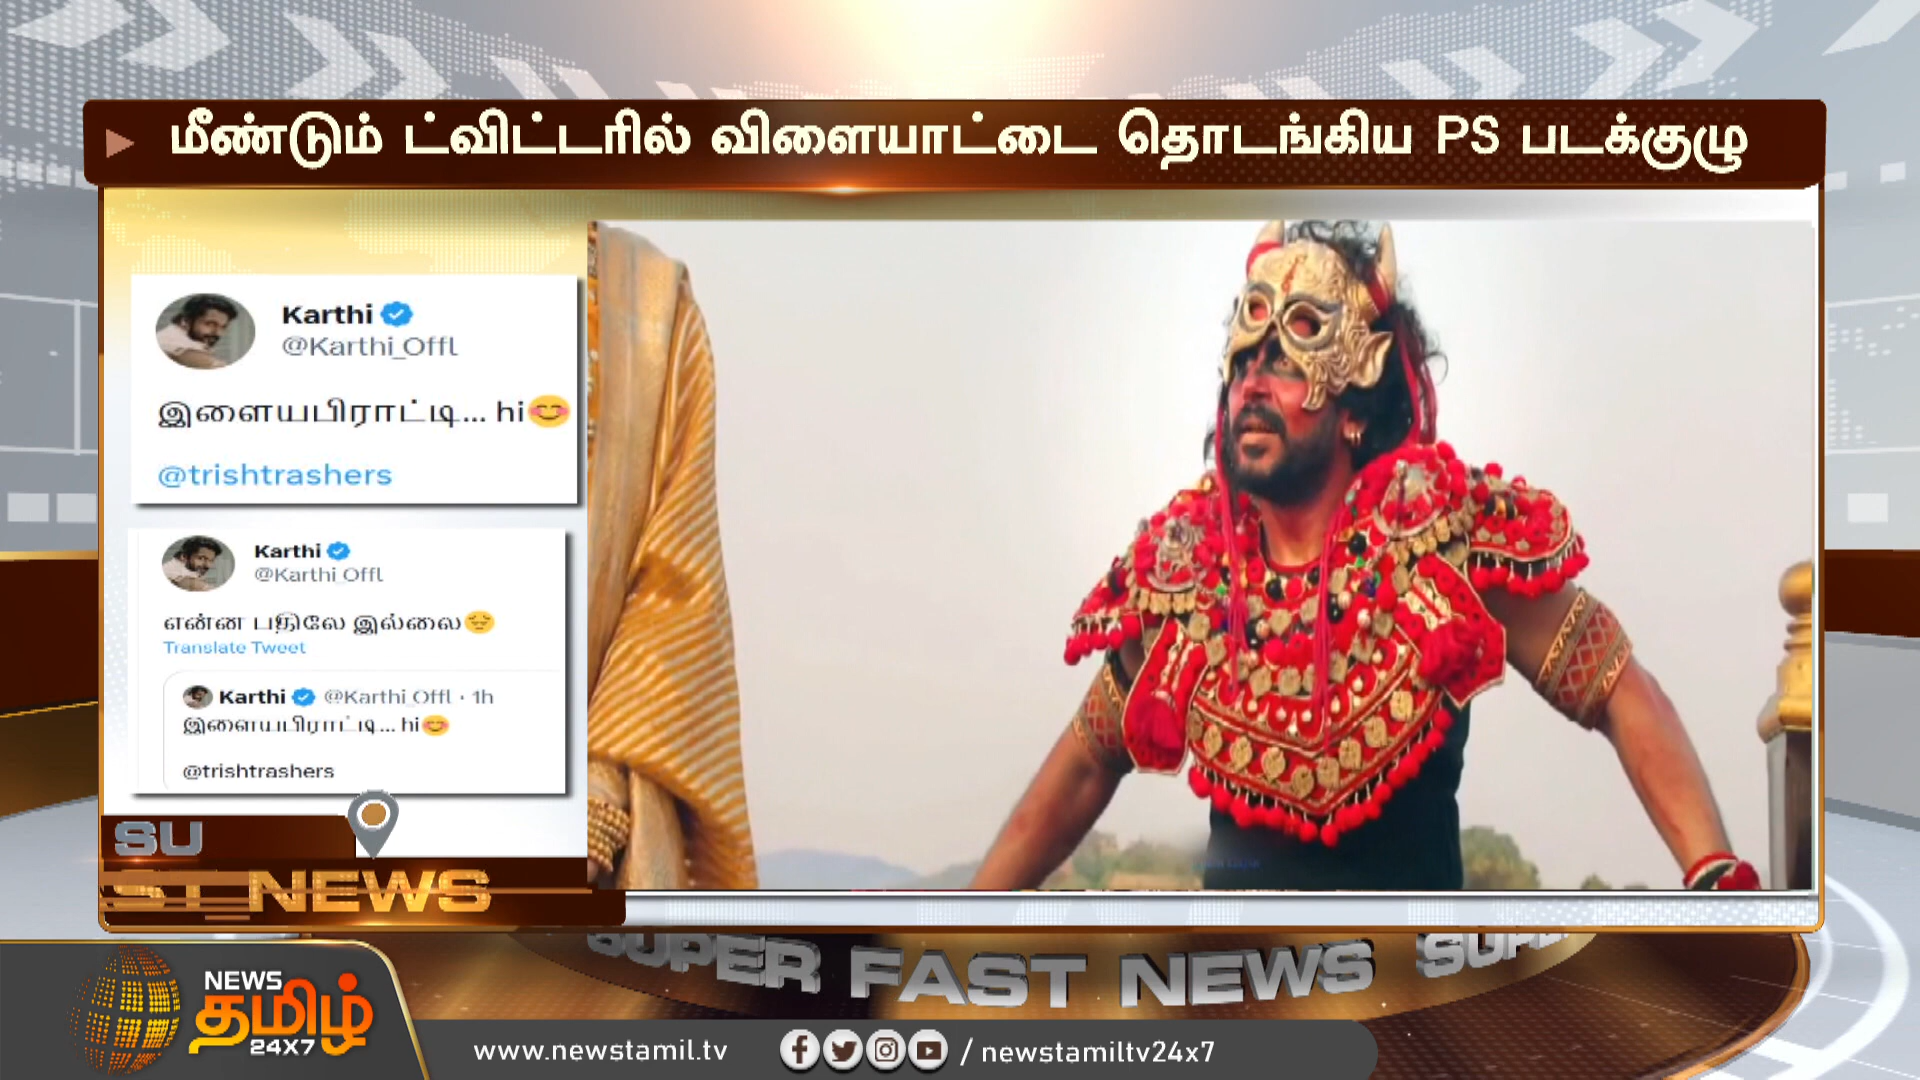 மீண்டும் ட்விட்டரில் விளையாட்டை தொடங்கிய PS படக்குழு
Karthi
@Karthi_Offl
இளையபிராட்டி... hi😊
@trishtrashers
Karthi
@Karthi_Offl
என்ன பதிலே இல்லை😔
Translate Tweet
Karthi @Karthi_Offl · 1h
இளையபிராட்டி... hi😊
@trishtrashers
SU
ST NEWS
SUPER FAST NEWS SUPER
NEWS
தமிழ்
24X7
www.newstamil.tv / newstamiltv24x7